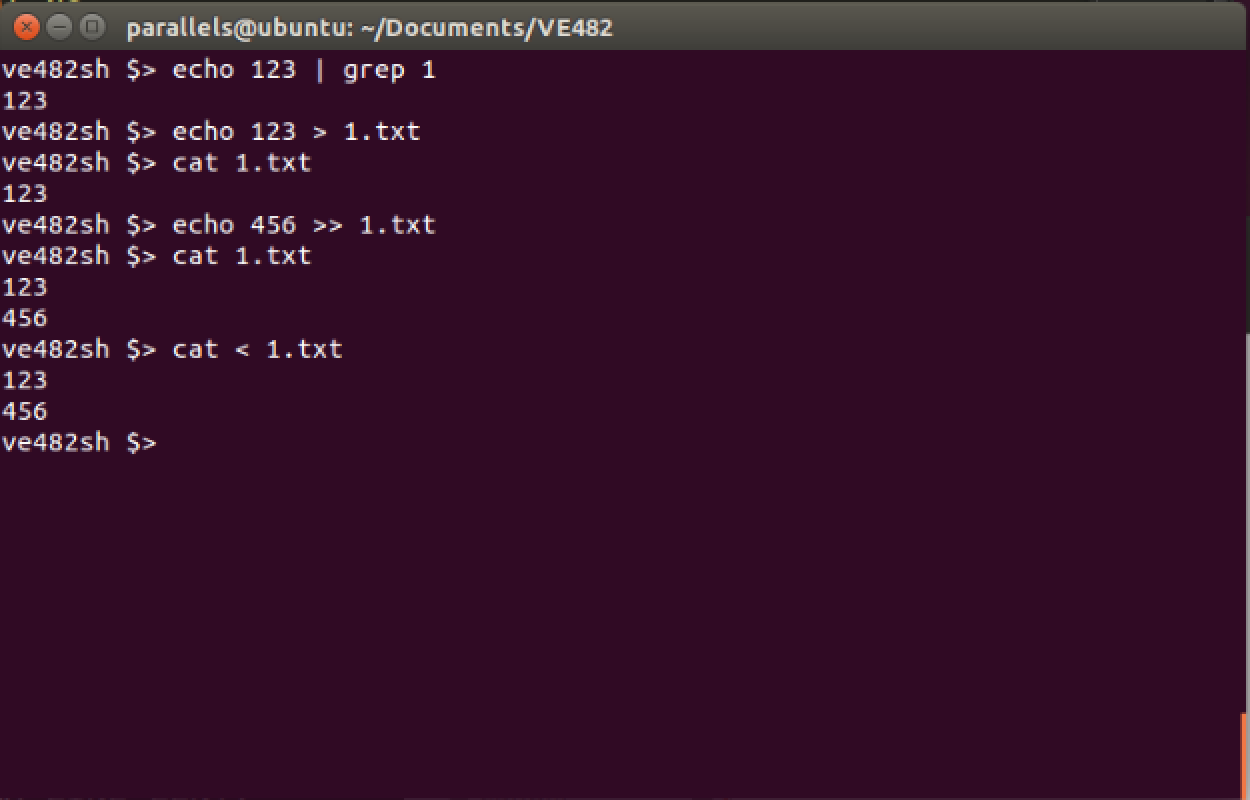 parallels@ubuntu: ~/Documents/VE482
ve482sh $> echo 123 | grep 1
123
ve482sh $> echo 123 > 1.txt
ve482sh $> cat 1.txt
123
ve482sh $> echo 456 >> 1.txt
ve482sh $> cat 1.txt
123
456
ve482sh $> cat < 1.txt
123
456
ve482sh $>